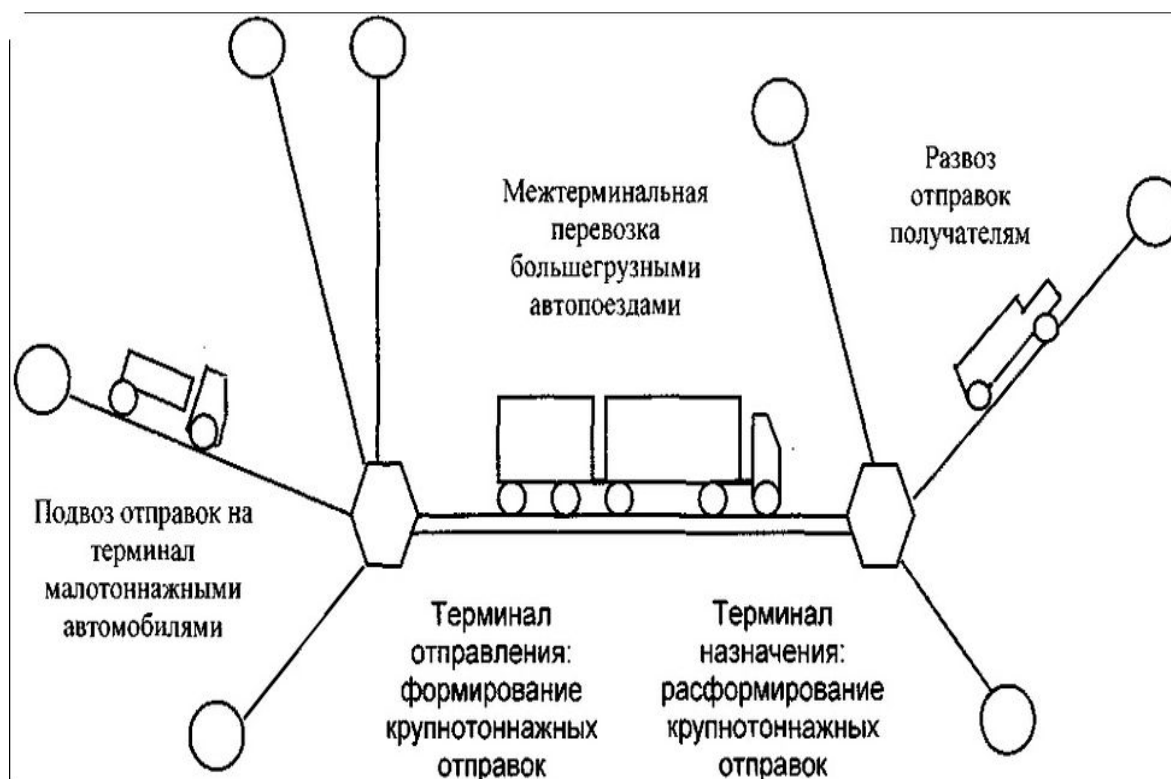 Межтерминальная
перевозка
большегрузными
автопоездами
Развоз
отправок
получателям
Подвоз отправок на
терминал
малотоннажными
автомобилями
Терминал
отправления:
формирование
крупнотоннажных
отправок
Терминал
назначения:
расформирование
крупнотоннажных
отправок